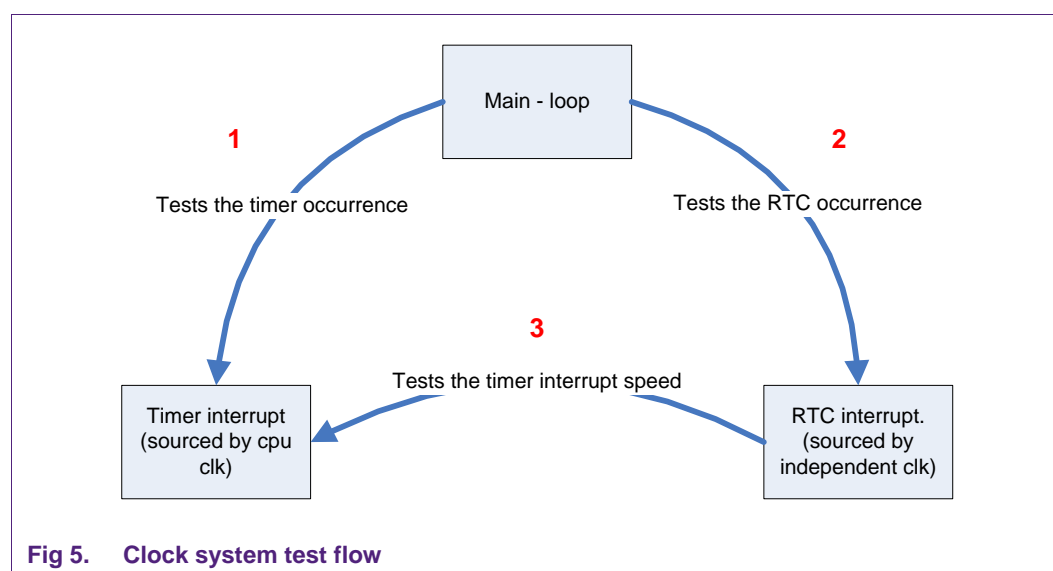 Main - loop
1
2
Tests the timer occurrence
Tests the RTC occurrence
3
Tests the timer interrupt speed
Timer interrupt
(sourced by cpu
clk)
RTC interrupt.
(sourced by
independent clk)
Fig 5. Clock system test flow